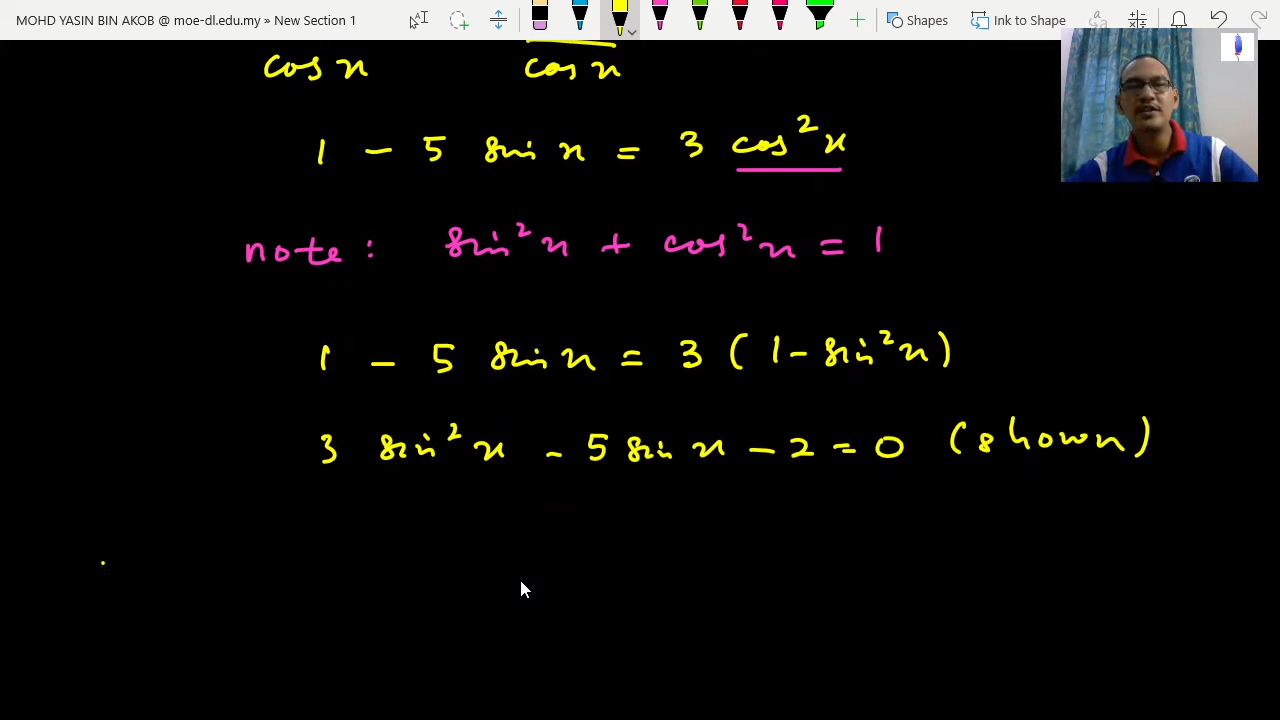 MOHD YASIN BIN AKOB @ moe-dl.edu.my » New Section 1
Shapes
Ink to Shape
cos x cos x
1 - 5 sin x = 3 cos²x
note: sin²x + cos²x = 1
1 - 5 sin x = 3 (1 - sin²x)
3 sin²x - 5 sin x - 2 = 0 (shown)